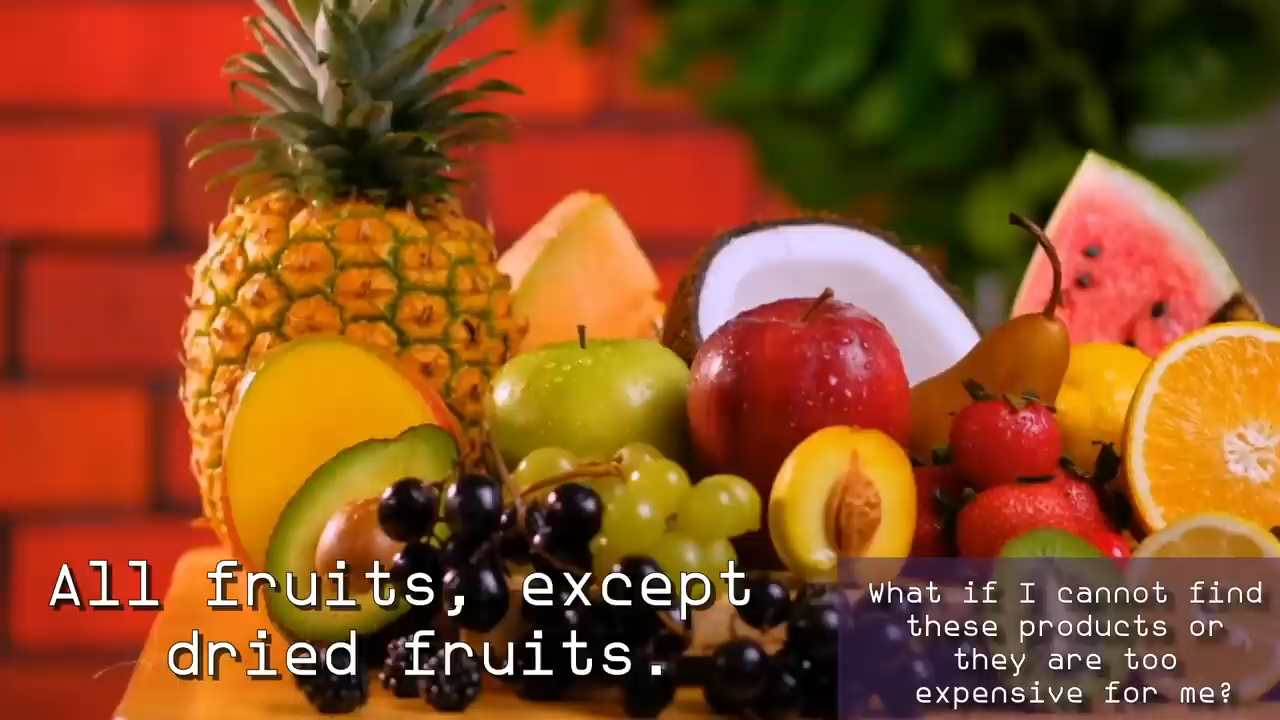 All fruits, except
dried fruits.
What if I cannot find
these products or
they are too
expensive for me?